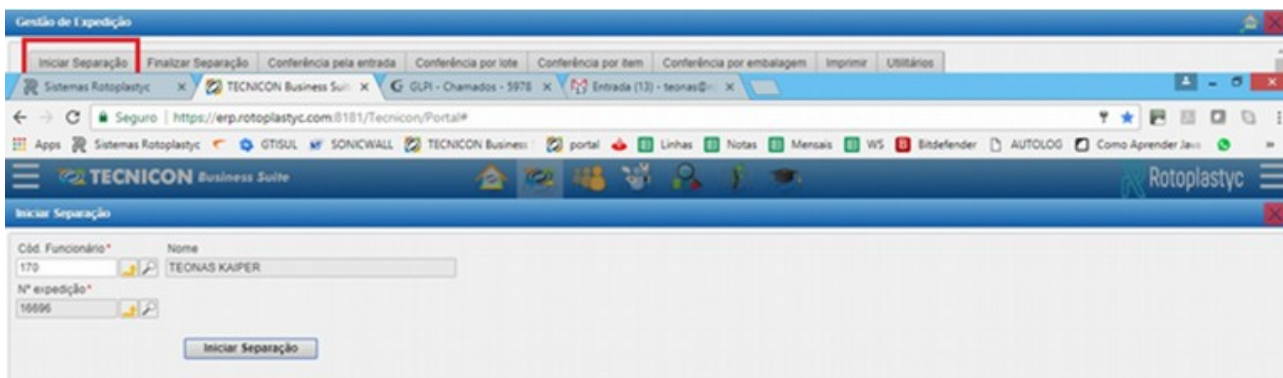 Gestão de Expedição
Iniciar Separação Finalizar Separação Conferência pela entrada Conferência por lote Conferência por item Conferência por embalagem Imprimir Utilitários
Sistemas Rotoplastyc TECNICON Business Suit GLPI - Chamados - 5978 Entrada (13) - teonas@
Seguro https://erp.rotoplastyc.com:8181/Tecnicon/Portal#
Apps Sistemas Rotoplastyc GTISUL SONICWALL TECNICON Business portal Linhas Notas Mensais WS Bitdefender AUTOLOG Como Aprender Java
TECNICON Business Suite Rotoplastyc
Iniciar Separação
Cód. Funcionário* Nome
170 TEONAS KAIPER
Nº expedição*
16696
Iniciar Separação